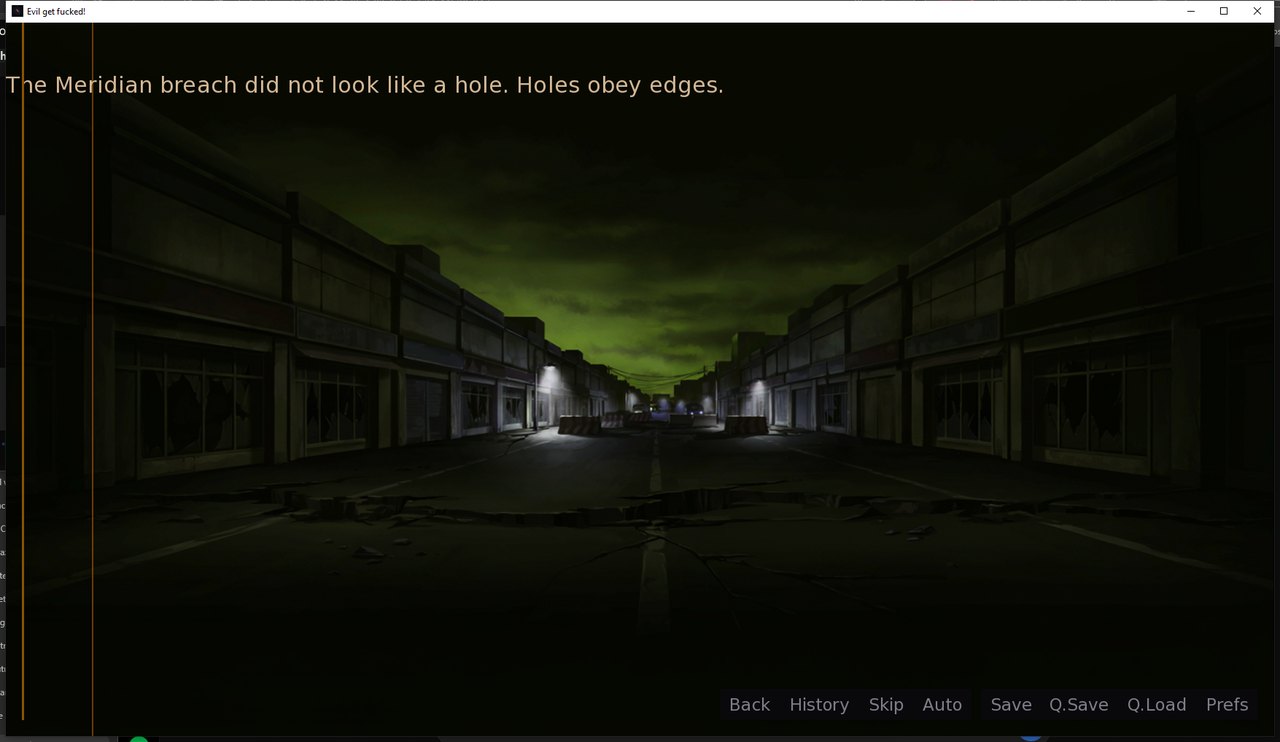 Evil get fucked!
The Meridian breach did not look like a hole. Holes obey edges.
Back History Skip Auto Save Q.Save Q.Load Prefs